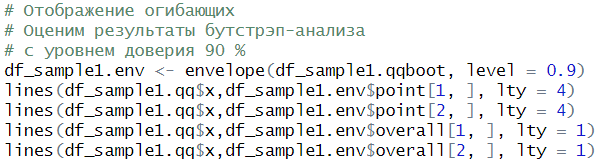 # Отображение огибающих
# Оценим результаты бутстрэп-анализа
# с уровнем доверия 90 %
df_sample1.env <- envelope(df_sample1.qqboot, level = 0.9)
lines(df_sample1.qq$x,df_sample1.env$point[1, ], lty = 4)
lines(df_sample1.qq$x,df_sample1.env$point[2, ], lty = 4)
lines(df_sample1.qq$x,df_sample1.env$overall[1, ], lty = 1)
lines(df_sample1.qq$x,df_sample1.env$overall[2, ], lty = 1)